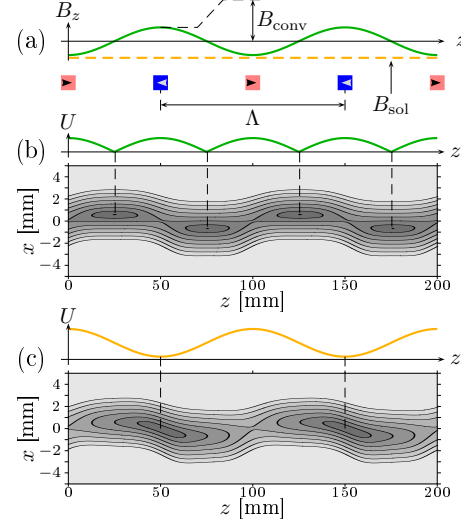 B_z
(a)
B_conv
z
B_sol
Λ
U
(b)
z
x [mm]
4
2
0
−2
−4
0 50 100 150 200
z [mm]
U
(c)
z
x [mm]
4
2
0
−2
−4
0 50 100 150 200
z [mm]